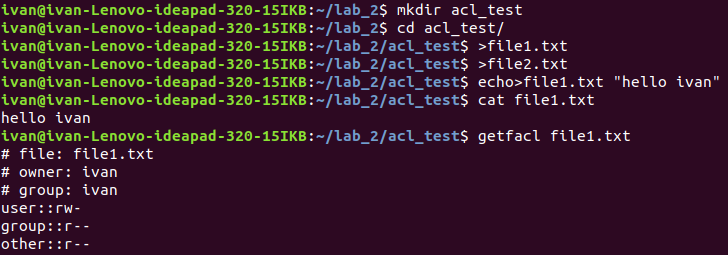 ivan@ivan-Lenovo-ideapad-320-15IKB:~/lab_2$ mkdir acl_test
ivan@ivan-Lenovo-ideapad-320-15IKB:~/lab_2$ cd acl_test/
ivan@ivan-Lenovo-ideapad-320-15IKB:~/lab_2/acl_test$ >file1.txt
ivan@ivan-Lenovo-ideapad-320-15IKB:~/lab_2/acl_test$ >file2.txt
ivan@ivan-Lenovo-ideapad-320-15IKB:~/lab_2/acl_test$ echo>file1.txt "hello ivan"
ivan@ivan-Lenovo-ideapad-320-15IKB:~/lab_2/acl_test$ cat file1.txt
hello ivan
ivan@ivan-Lenovo-ideapad-320-15IKB:~/lab_2/acl_test$ getfacl file1.txt
# file: file1.txt
# owner: ivan
# group: ivan
user::rw-
group::r--
other::r--